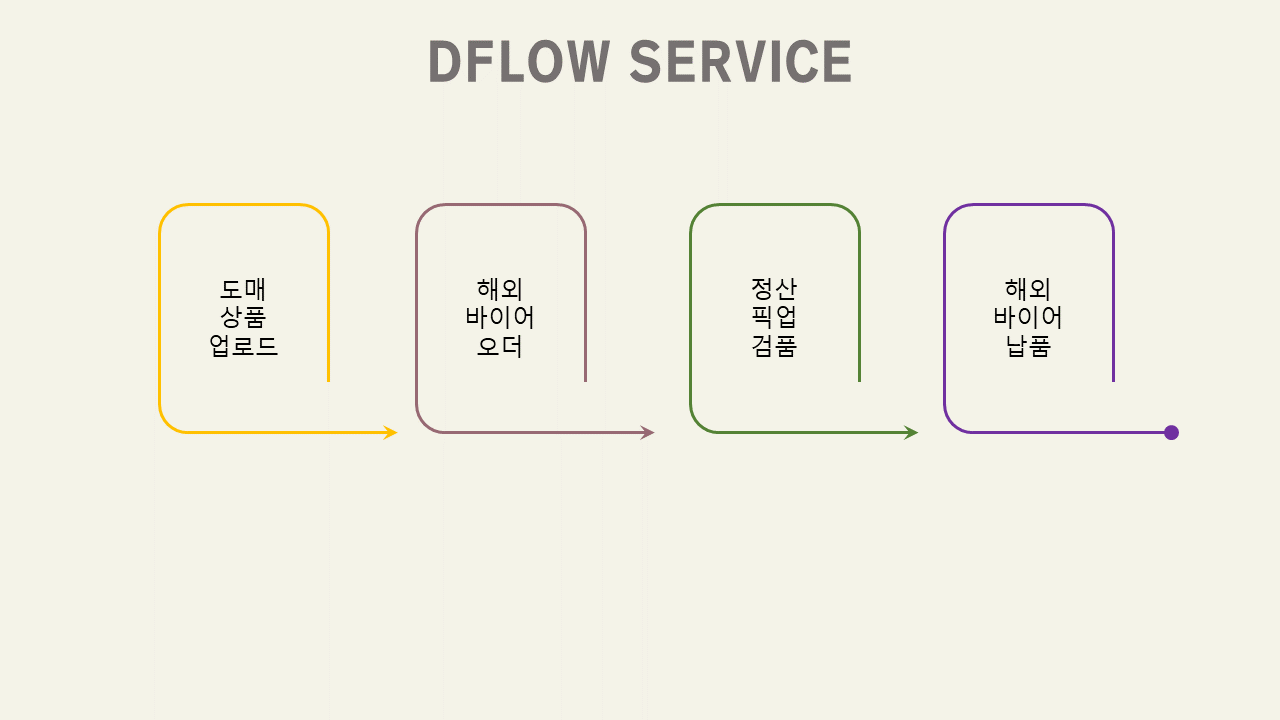 DFLOW SERVICE
도매
상품
업로드
해외
바이어
오더
정산
픽업
검품
해외
바이어
납품